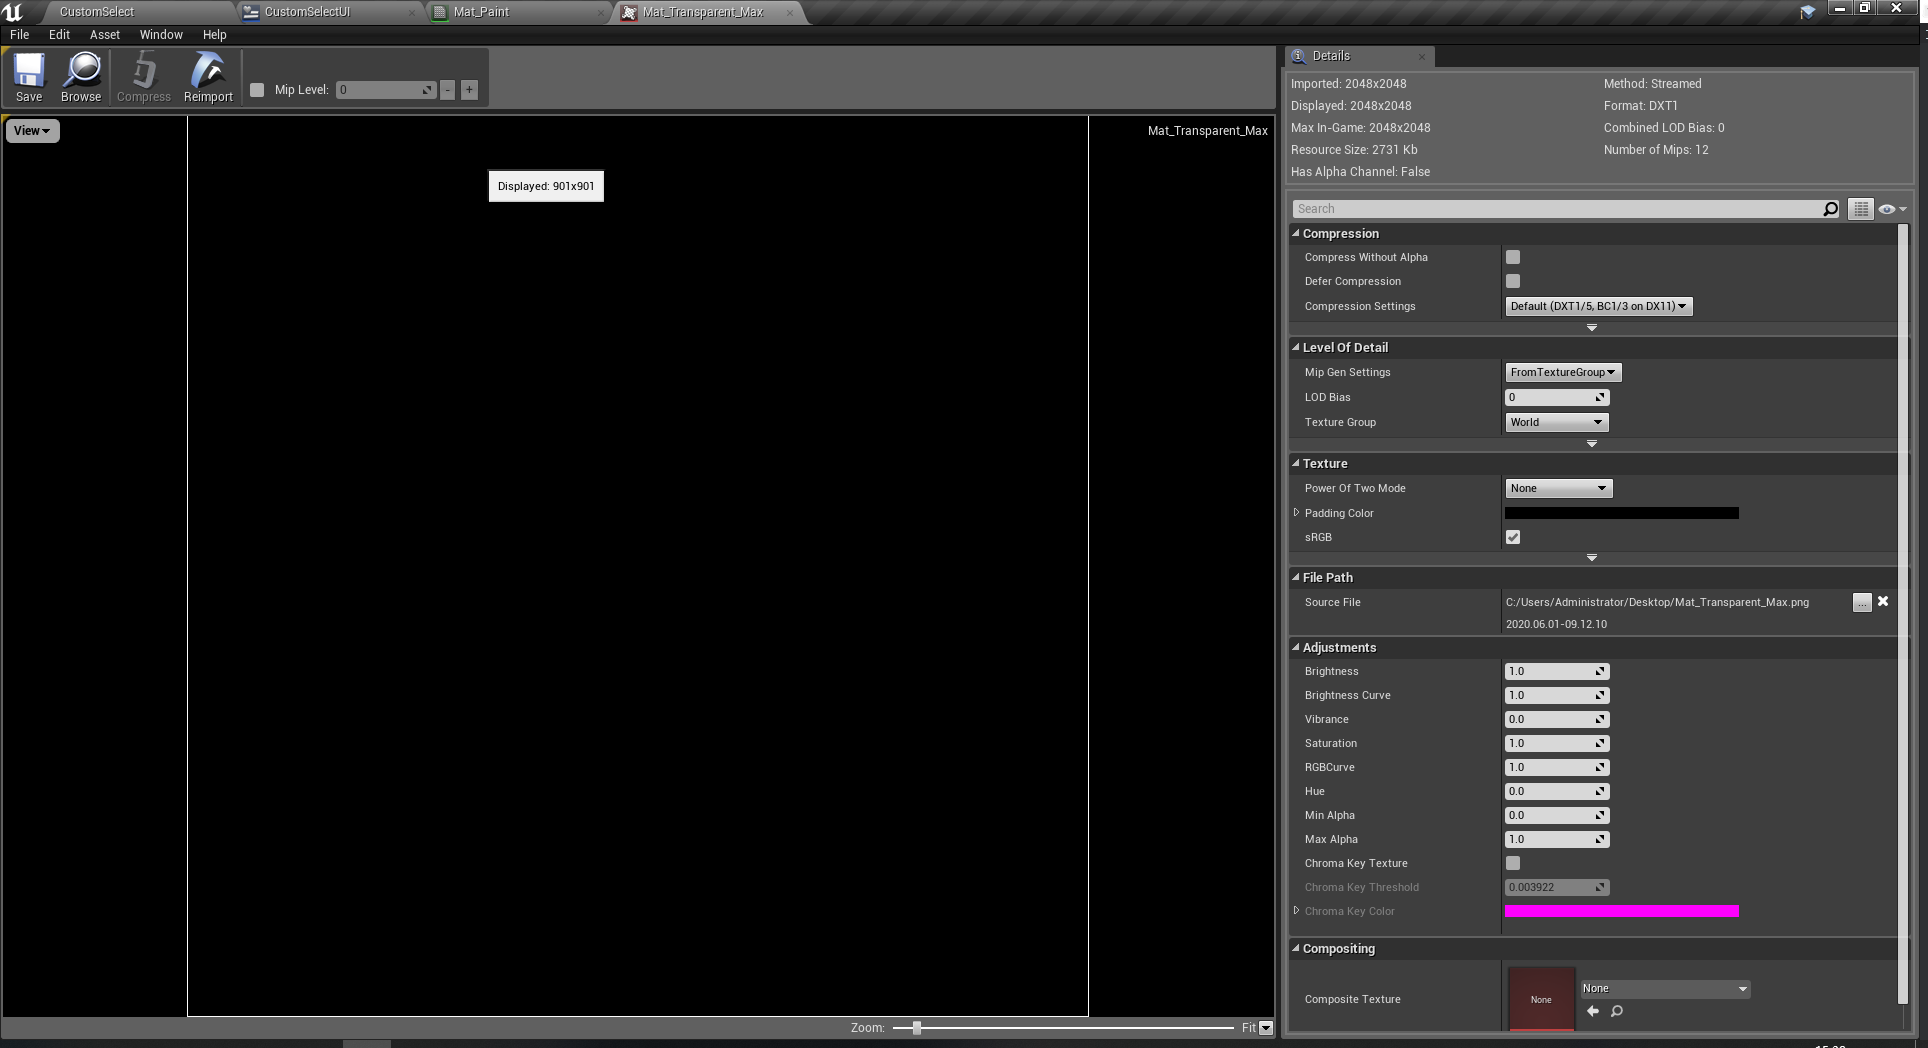 CustomSelect
CustomSelectUI
Mat_Paint
Mat_Transparent_Max
File Edit Asset Window Help
Save Browse Compress Reimport
Mip Level: 0 - +
View
Mat_Transparent_Max
Displayed: 901x901
Zoom:
Fit
Details
Imported: 2048x2048 Method: Streamed
Displayed: 2048x2048 Format: DXT1
Max In-Game: 2048x2048 Combined LOD Bias: 0
Resource Size: 2731 Kb Number of Mips: 12
Has Alpha Channel: False
Search
Compression
Compress Without Alpha
Defer Compression
Compression Settings Default (DXT1/5, BC1/3 on DX11)
Level Of Detail
Mip Gen Settings FromTextureGroup
LOD Bias 0
Texture Group World
Texture
Power Of Two Mode None
Padding Color
sRGB
File Path
Source File C:/Users/Administrator/Desktop/Mat_Transparent_Max.png ...
2020.06.01-09.12.10
Adjustments
Brightness 1.0
Brightness Curve 1.0
Vibrance 0.0
Saturation 1.0
RGBCurve 1.0
Hue 0.0
Min Alpha 0.0
Max Alpha 1.0
Chroma Key Texture
Chroma Key Threshold 0.003922
Chroma Key Color
Compositing
Composite Texture None None